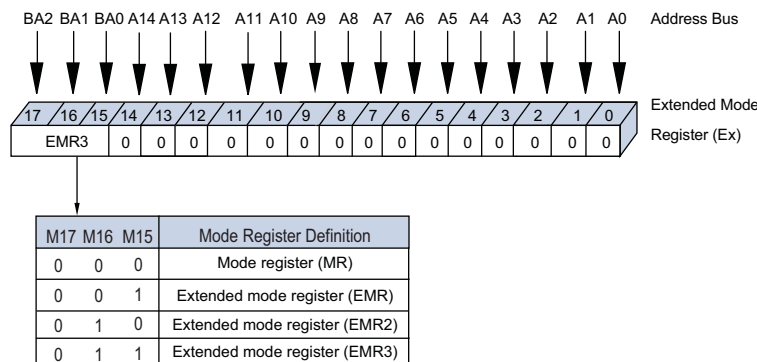 BA2 BA1 BA0 A14 A13 A12 A11 A10 A9 A8 A7 A6 A5 A4 A3 A2 A1 A0 Address Bus
17 16 15 14 13 12 11 10 9 8 7 6 5 4 3 2 1 0 Extended Mode
EMR3 0 0 0 0 0 0 0 0 0 0 0 0 0 0 0 Register (Ex)
M17 M16 M15 Mode Register Definition
0 0 0 Mode register (MR)
0 0 1 Extended mode register (EMR)
0 1 0 Extended mode register (EMR2)
0 1 1 Extended mode register (EMR3)